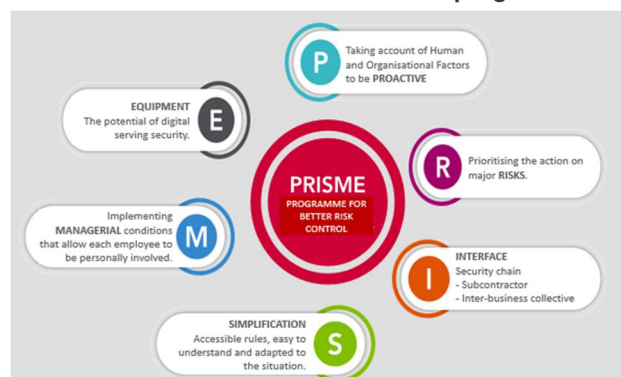 PRISME
PROGRAMME FOR
BETTER RISK
CONTROL
P
Taking account of Human
and Organisational Factors
to be PROACTIVE
R
Prioritising the action on
major RISKS.
I
INTERFACE
Security chain
- Subcontractor
- Inter-business collective
S
SIMPLIFICATION
Accessible rules, easy to
understand and adapted to
the situation.
M
Implementing
MANAGERIAL conditions
that allow each employee to
be personally involved.
E
EQUIPMENT
The potential of digital
serving security.